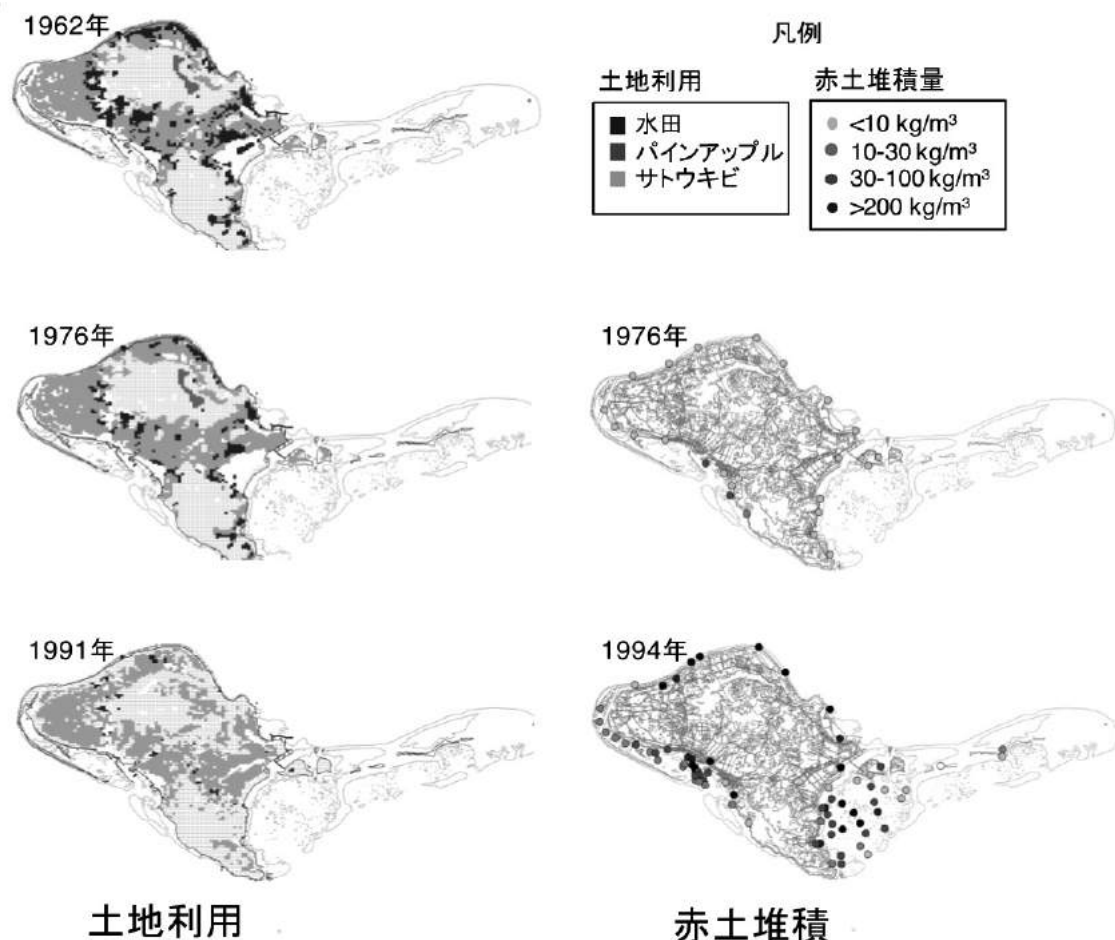 1962年
凡例
土地利用
水田
パインアップル
サトウキビ
赤土堆積量
<10 kg/m³
10-30 kg/m³
30-100 kg/m³
>200 kg/m³
1976年
1976年
1991年
1994年
土地利用
赤土堆積